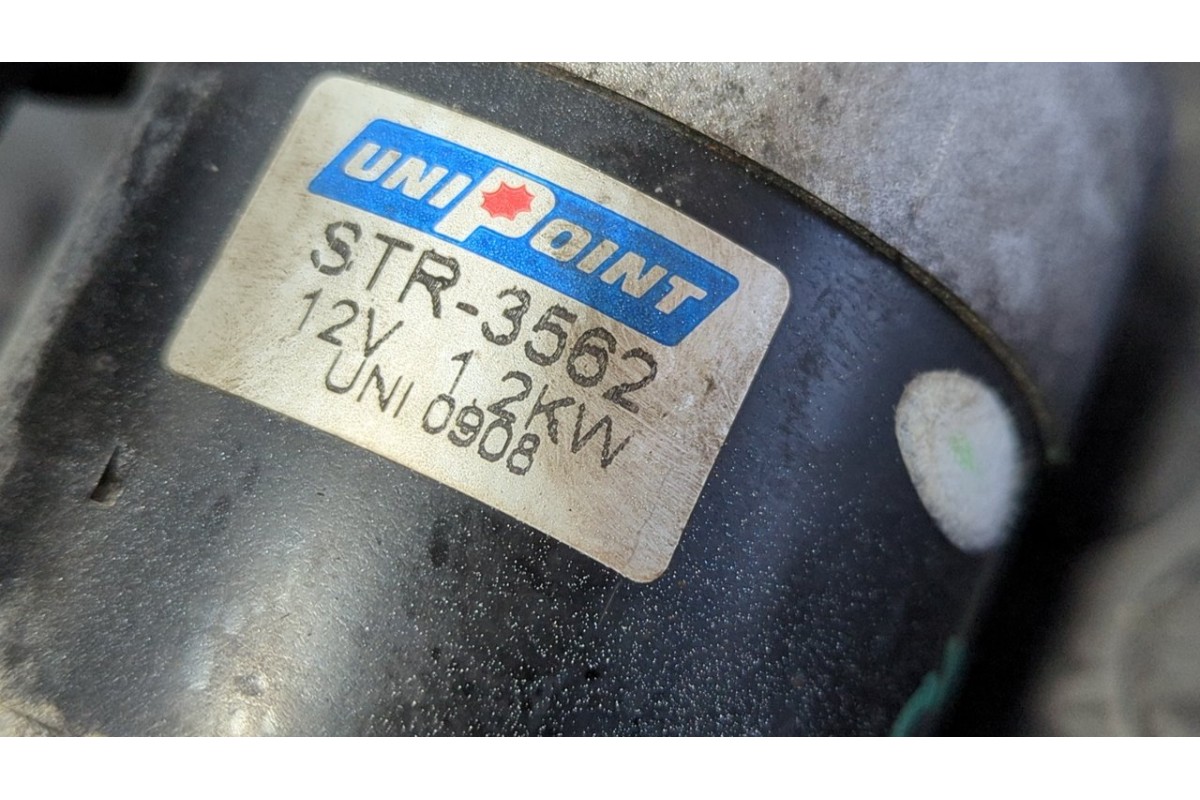 UNIPOINT
STR-3562
12V 1.2KW
UNI 0908